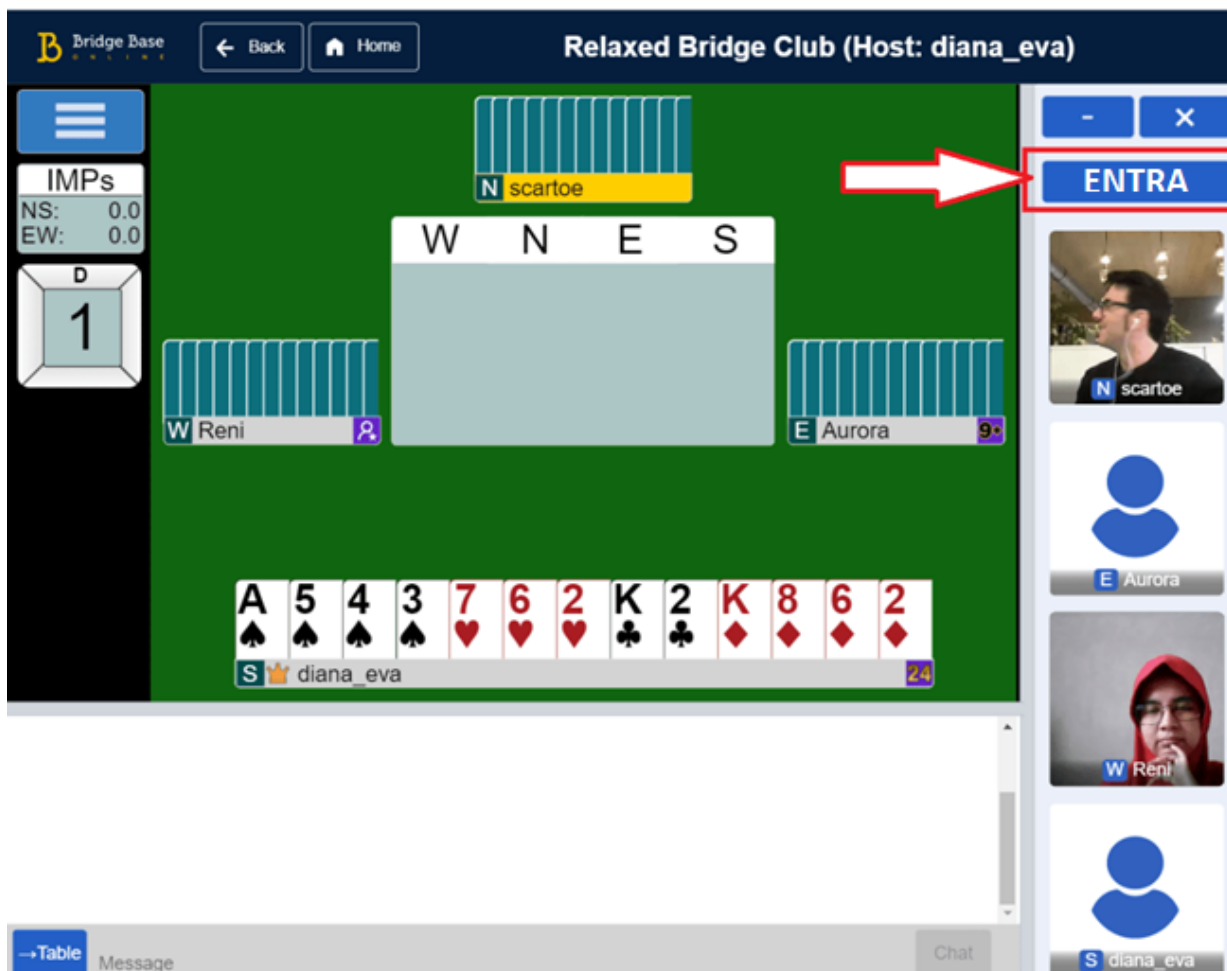 Bridge Base
ONLINE
← Back
Home
Relaxed Bridge Club (Host: diana_eva)
-
×
ENTRA
IMPs
NS: 0.0
EW: 0.0
D
1
N scartoe
W N E S
W Reni
E Aurora 9
A 5 4 3 7 6 2 K 2 K 8 6 2
♠ ♠ ♠ ♠ ♥ ♥ ♥ ♣ ♣ ♦ ♦ ♦ ♦
S diana_eva 24
N scartoe
E Aurora
W Reni
S diana_eva
→Table
Message
Chat